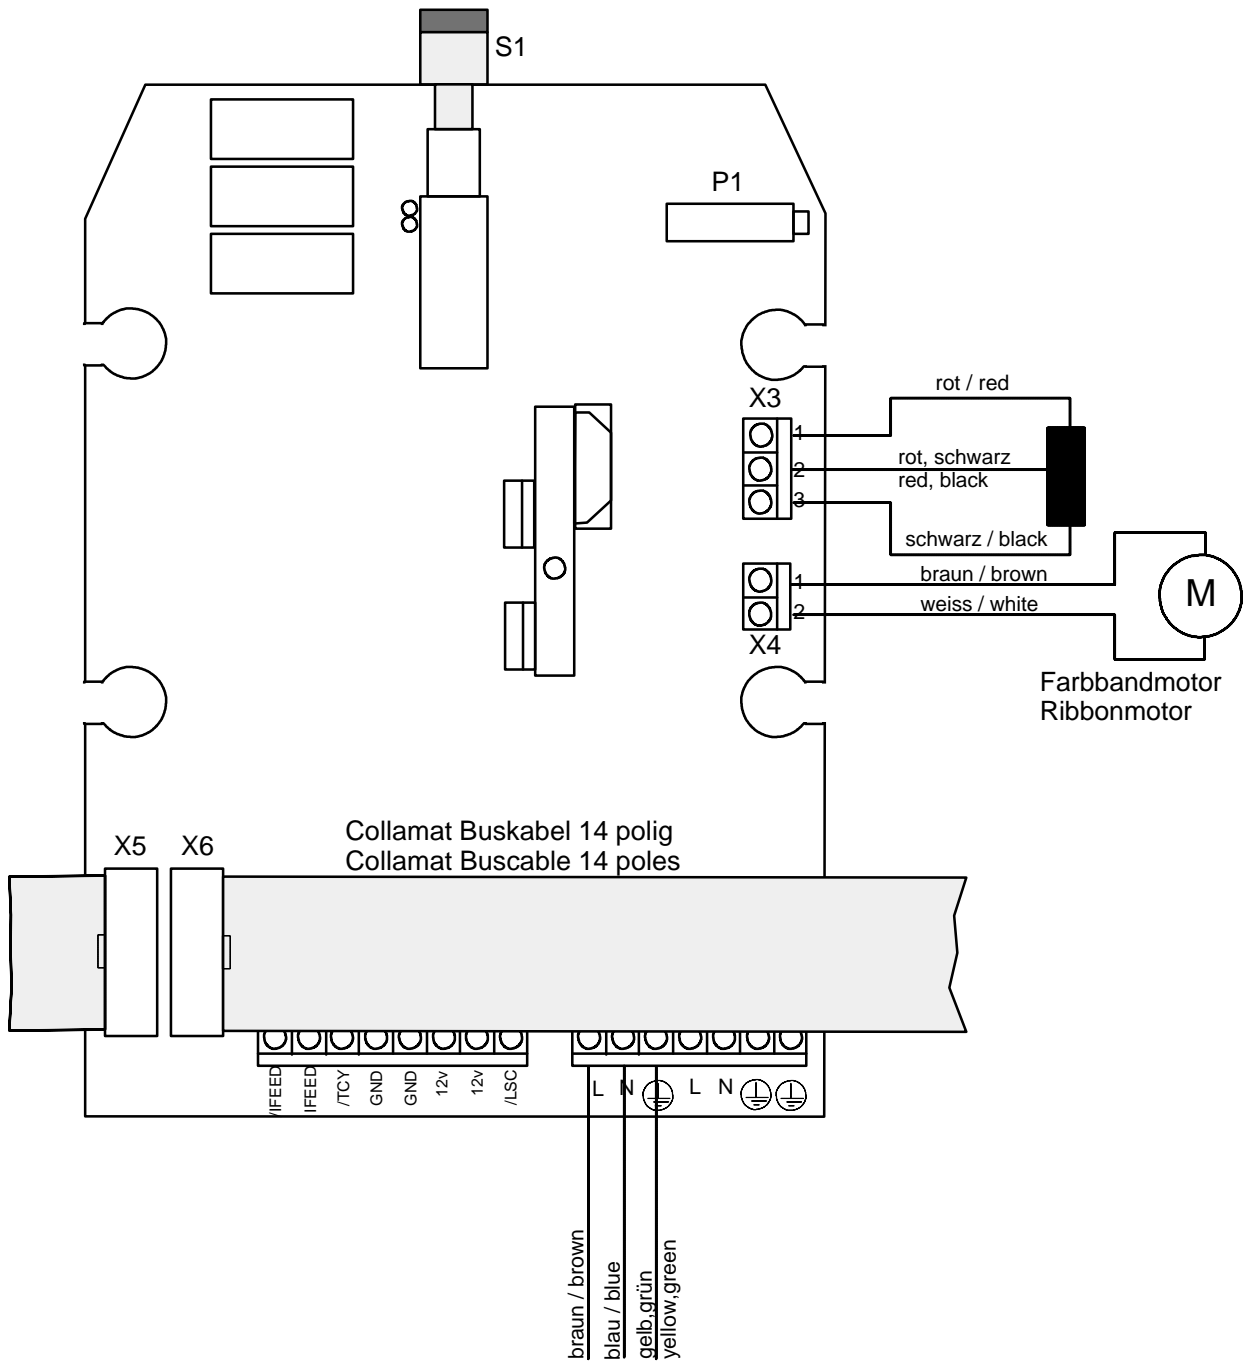 S1
P1
X3
rot / red
1
rot, schwarz
2
red, black
3
schwarz / black
braun / brown
1
weiss / white
2
X4
M
Farbbandmotor
Ribbonmotor
Collamat Buskabel 14 polig
Collamat Buscable 14 poles
X5
X6
/IFEED
IFEED
/TCY
GND
GND
12v
12v
/LSC
L
N
L
N
braun / brown
blau / blue
gelb,grün
yellow,green